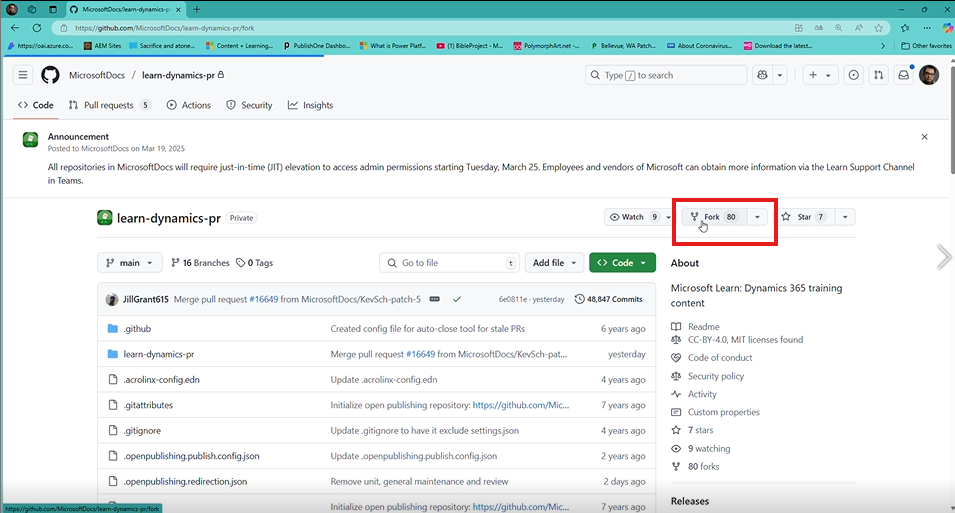 MicrosoftDocs/learn-dynamics-pr
https://github.com/MicrosoftDocs/learn-dynamics-pr/fork
https://oai.azure.co...
AEM Sites
Sacrifice and atone...
Content + Learning...
PublishOne Dashbo...
What is Power Platf...
(1) BibleProject - M...
PolymorphArt.net -...
Bellevue, WA Patch...
About Coronavirus...
Download the latest...
Other favorites
MicrosoftDocs / learn-dynamics-pr
Type / to search
Code
Pull requests 5
Actions
Security
Insights
Announcement
Posted to MicrosoftDocs on Mar 19, 2025
All repositories in MicrosoftDocs will require just-in-time (JIT) elevation to access admin permissions starting Tuesday, March 25. Employees and vendors of Microsoft can obtain more information via the Learn Support Channel
in Teams.
learn-dynamics-pr Private
Watch 9
Fork 80
Star 7
main
16 Branches
0 Tags
Go to file t
Add file
Code
JillGrant615 Merge pull request #16649 from MicrosoftDocs/KevSch-patch-5
6e0811e · yesterday
48,847 Commits
.github Created config file for auto-close tool for stale PRs 6 years ago
learn-dynamics-pr Merge pull request #16649 from MicrosoftDocs/KevSch-pat... yesterday
.acrolinx-config.edn Update .acrolinx-config.edn 4 years ago
.gitattributes Initialize open publishing repository: https://github.com/Mic... 7 years ago
.gitignore Update .gitignore to have it exclude settings.json 4 years ago
.openpublishing.publish.config.json Update .openpublishing.publish.config.json 2 years ago
.openpublishing.redirection.json Remove unit, general maintenance and review 2 days ago
Initialize open publishing repository: https://github.com/Mic... 7 years ago
About
Microsoft Learn: Dynamics 365 training
content
Readme
CC-BY-4.0, MIT licenses found
Code of conduct
Security policy
Activity
Custom properties
7 stars
9 watching
80 forks
Releases
https://github.com/MicrosoftDocs/learn-dynamics-pr/fork